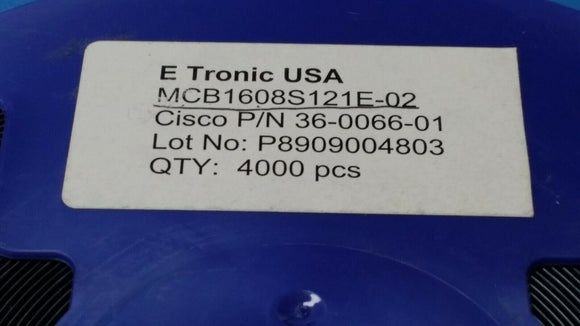 E Tronic USA
MCB1608S121E-02
Cisco P/N 36-0066-01
Lot No: P8909004803
QTY: 4000 pcs